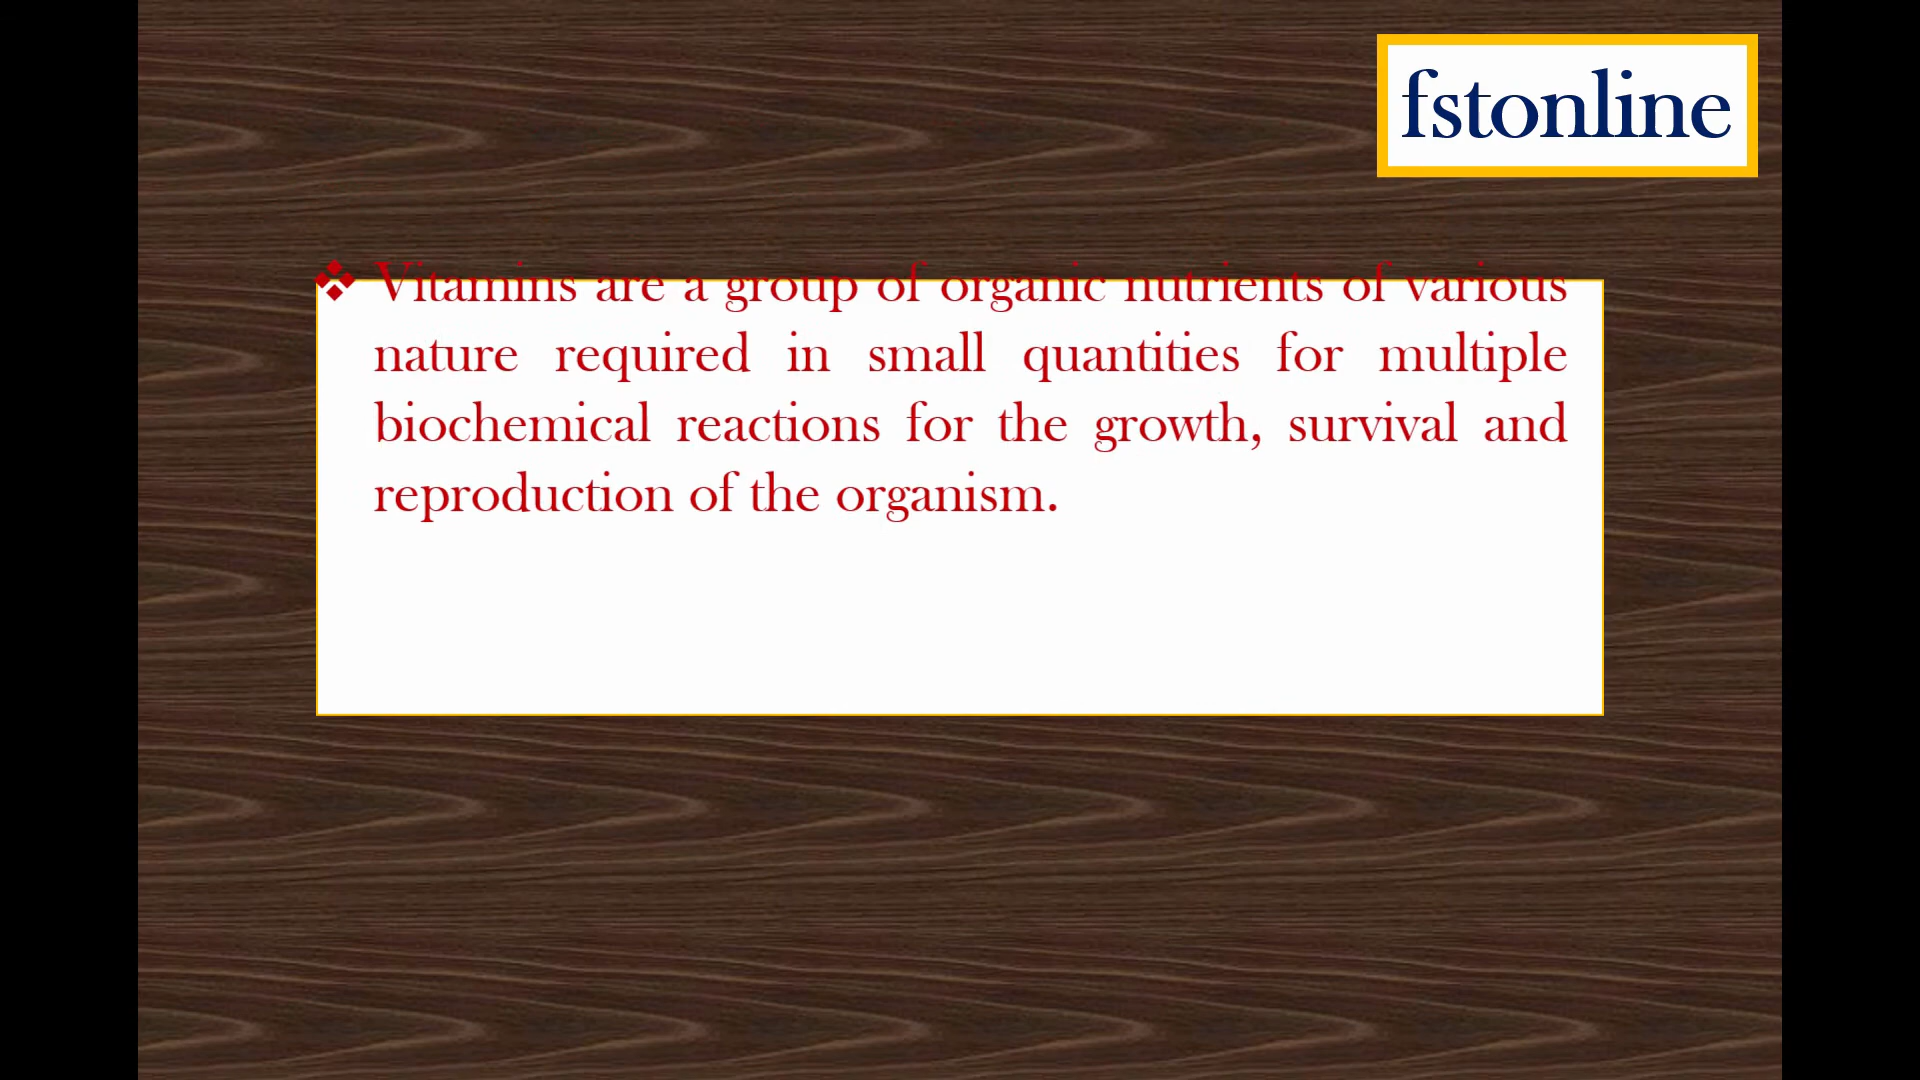 fstonline
❖ Vitamins are a group of organic nutrients of various
nature required in small quantities for multiple
biochemical reactions for the growth, survival and
reproduction of the organism.